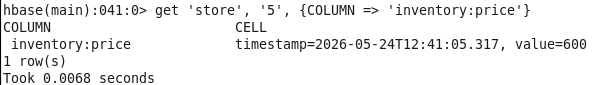 hbase(main):041:0> get 'store', '5', {COLUMN => 'inventory:price'}
COLUMN                     CELL
 inventory:price           timestamp=2026-05-24T12:41:05.317, value=600
1 row(s)
Took 0.0068 seconds